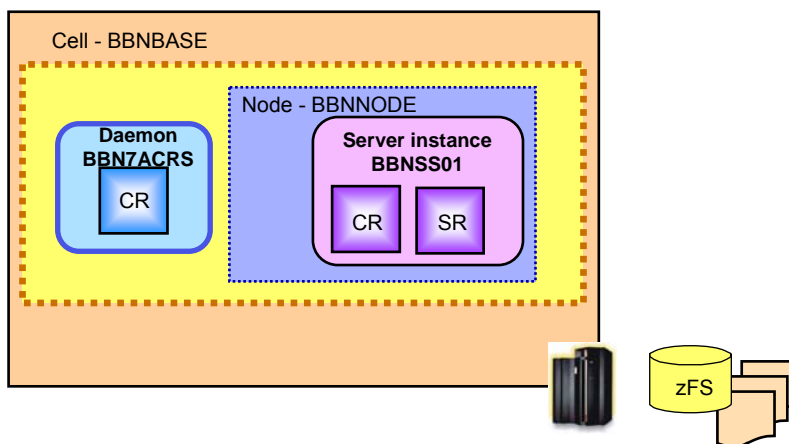 Cell - BBNBASE
Node - BBNNODE
Daemon
BBN7ACRS
CR
Server instance
BBNSS01
CR
SR
zFS